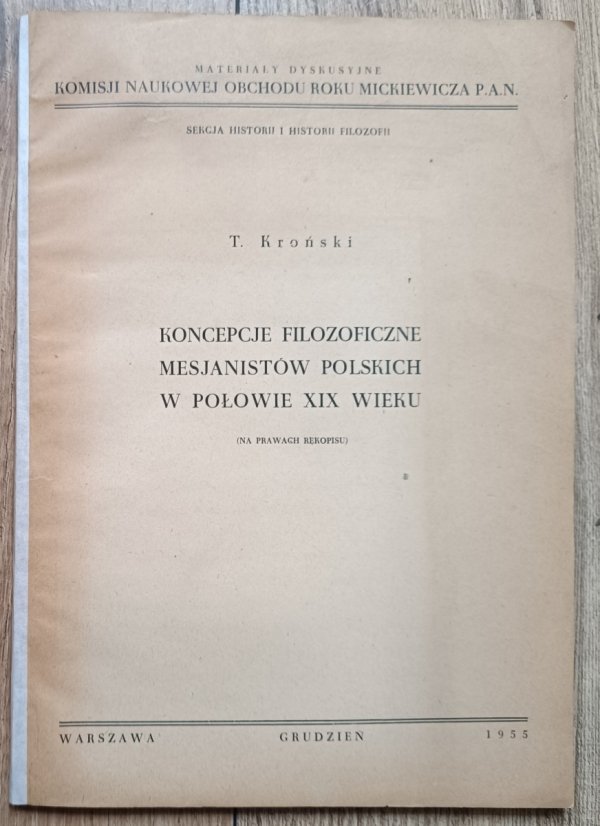 MATERIAŁY DYSKUSYJNE
KOMISJI NAUKOWEJ OBCHODU ROKU MICKIEWICZA P.A.N.
SEKCJA HISTORII I HISTORII FILOZOFII
T. Kroński
KONCEPCJE FILOZOFICZNE
MESJANISTÓW POLSKICH
W POŁOWIE XIX WIEKU
(NA PRAWACH RĘKOPISU)
WARSZAWA GRUDZIEŃ 1955